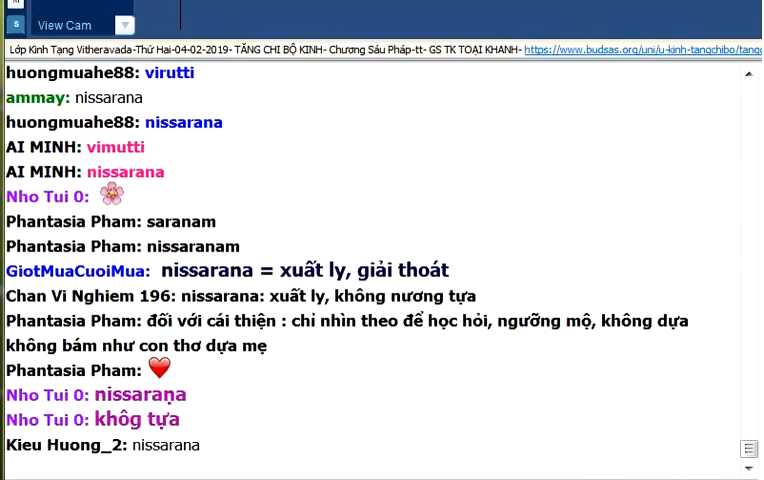 View Cam
Lớp Kinh Tạng Vitheravada-Thứ Hai-04-02-2019- TĂNG CHI BỘ KINH- Chương Sáu Pháp-tt- GS TK TOẠI KHANH- https://www.budsas.org/uni/u-kinh-tangchibo/tangc
huongmuahe88: virutti
ammay: nissarana
huongmuahe88: nissarana
AI MINH: vimutti
AI MINH: nissarana
Nho Tui 0:
Phantasia Pham: saranam
Phantasia Pham: nissaranam
GiotMuaCuoiMua: nissarana = xuất ly, giải thoát
Chan Vi Nghiem 196: nissarana: xuất ly, không nương tựa
Phantasia Pham: đối với cái thiện : chỉ nhìn theo để học hỏi, ngưỡng mộ, không dựa
không bám như con thơ dựa mẹ
Phantasia Pham:
Nho Tui 0: nissaraṇa
Nho Tui 0: khôg tựa
Kieu Huong_2: nissarana